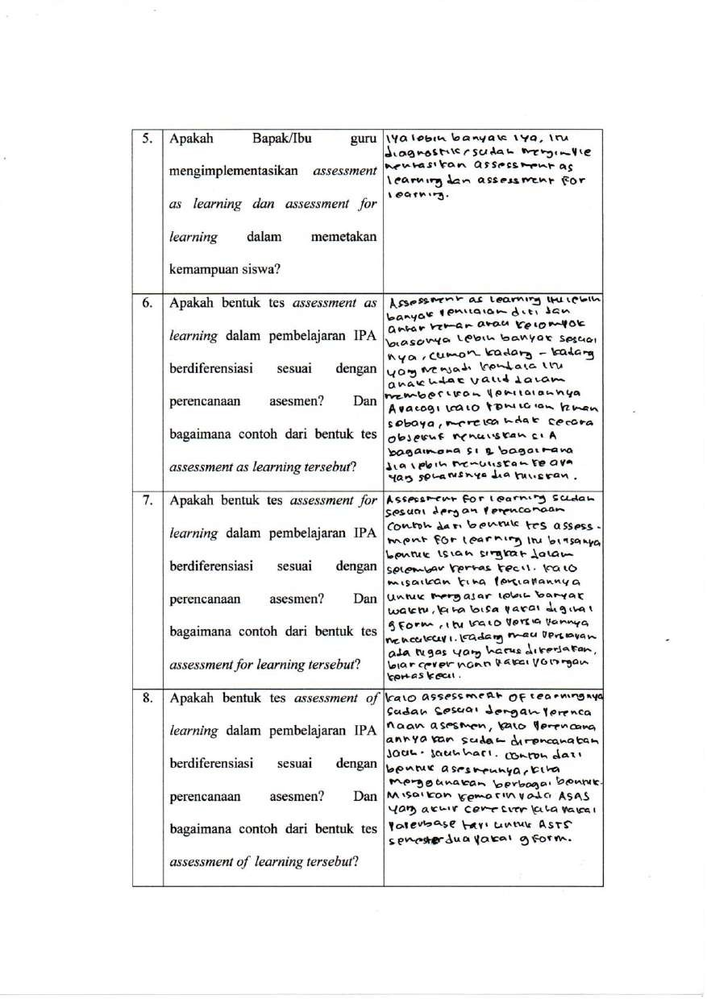 5.
Apakah Bapak/Ibu guru
mengimplementasikan assessment
as learning dan assessment for
learning dalam memetakan
kemampuan siswa?
Iya lebih banyak iya, itu
diagnostik, sudah mengimple
mentasikan assessment as
learning dan assessment for
learning.
6.
Apakah bentuk tes assessment as
learning dalam pembelajaran IPA
berdiferensiasi sesuai dengan
perencanaan asesmen? Dan
bagaimana contoh dari bentuk tes
assessment as learning tersebut?
Assessment as learning itu lebih
banyak penilaian diri dan
antar teman atau kelompok
biasanya lebih banyak sesuai
nya, cuman kadang - kadang
yang menjadi kendala itu
anak tidak valid dalam
memberikan penilaiannya
Apalagi kalo penilaian teman
sebaya, mereka tidak secara
objektif menuliskan si A
bagaimana si B bagaimana
dia lebih menuliskan ke apa
yang seharusnya dia tuliskan.
7.
Apakah bentuk tes assessment for
learning dalam pembelajaran IPA
berdiferensiasi sesuai dengan
perencanaan asesmen? Dan
bagaimana contoh dari bentuk tes
assessment for learning tersebut?
Assessment for learning sudah
sesuai dengan perencanaan
Contoh dari bentuk tes assess-
ment for learning itu biasanya
bentuk isian singkat dalam
selembar kertas kecil. kalo
misalkan kita persiapannya
untuk mengajar lebih banyak
waktu, kita bisa pakai digital
gform, itu kalo persiapannya
mencukupi. kadang mau persiapan
ada tugas yang harus dikerjakan,
biar cepet nann pakai potongan
kertas kecil.
8.
Apakah bentuk tes assessment of
learning dalam pembelajaran IPA
berdiferensiasi sesuai dengan
perencanaan asesmen? Dan
bagaimana contoh dari bentuk tes
assessment of learning tersebut?
kalo assessment of learningnya
sudah sesuai dengan perenca
naan asesmen, kalo perencana
annya kan sudah direncanakan
jauh - jauh hari. contoh dari
bentuk asesmennya, kita
menggunakan berbagai bentuk.
Misalkan kemarin pada ASAS
yang akhir semester kita pakai
paterbase tapi untuk ASTS
semester dua pakai gform.